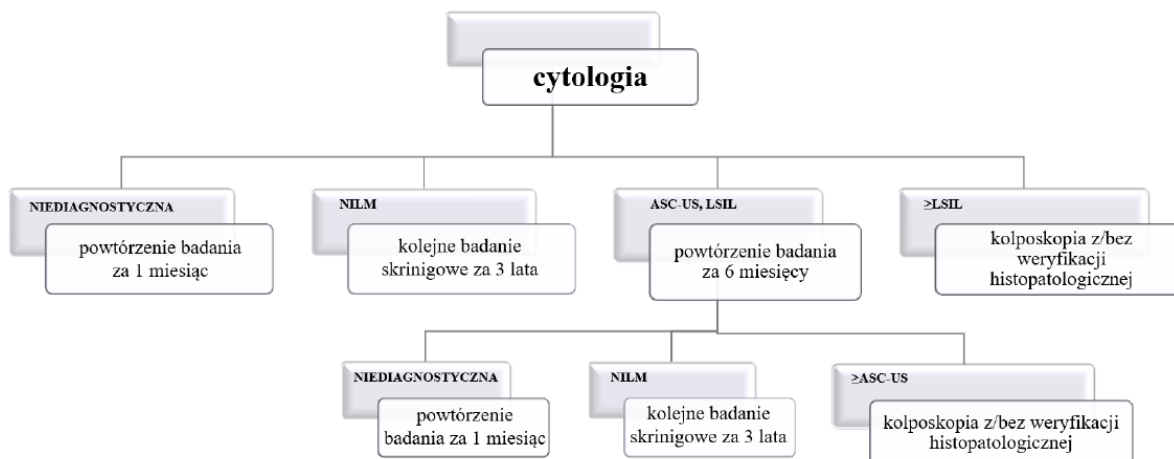 cytologia
NIEDIAGNOSTYCZNA
powtórzenie badania
za 1 miesiąc
NILM
kolejne badanie
skrinigowe za 3 lata
ASC-US, LSIL
powtórzenie badania
za 6 miesięcy
≥LSIL
kolposkopia z/bez
weryfikacji
histopatologicznej
NIEDIAGNOSTYCZNA
powtórzenie
badania za 1 miesiąc
NILM
kolejne badanie
skrinigowe za 3 lata
≥ASC-US
kolposkopia z/bez weryfikacji
histopatologicznej